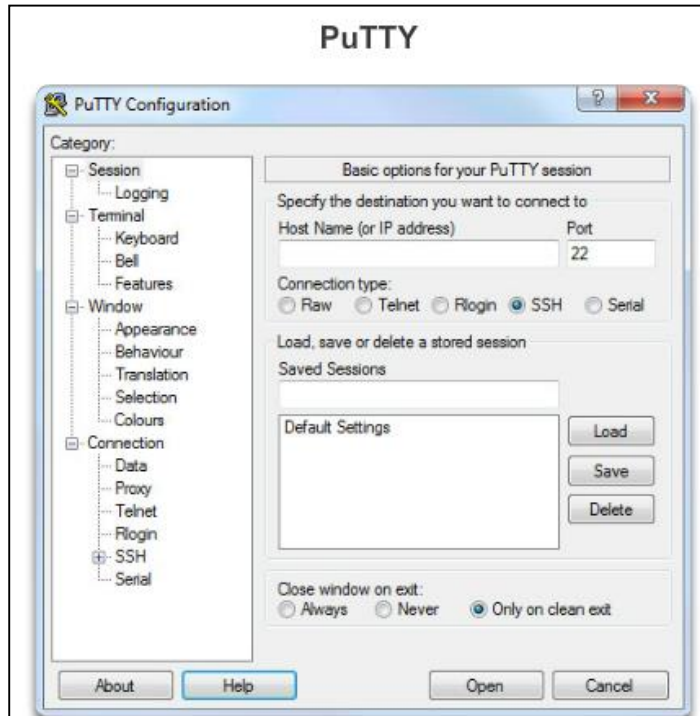 PuTTY
PuTTY Configuration
Category:
Session
Logging
Terminal
Keyboard
Bell
Features
Window
Appearance
Behaviour
Translation
Selection
Colours
Connection
Data
Proxy
Telnet
Rlogin
SSH
Serial
Basic options for your PuTTY session
Specify the destination you want to connect to
Host Name (or IP address) Port
22
Connection type:
Raw Telnet Rlogin SSH Serial
Load, save or delete a stored session
Saved Sessions
Default Settings
Load
Save
Delete
Close window on exit:
Always Never Only on clean exit
About Help Open Cancel